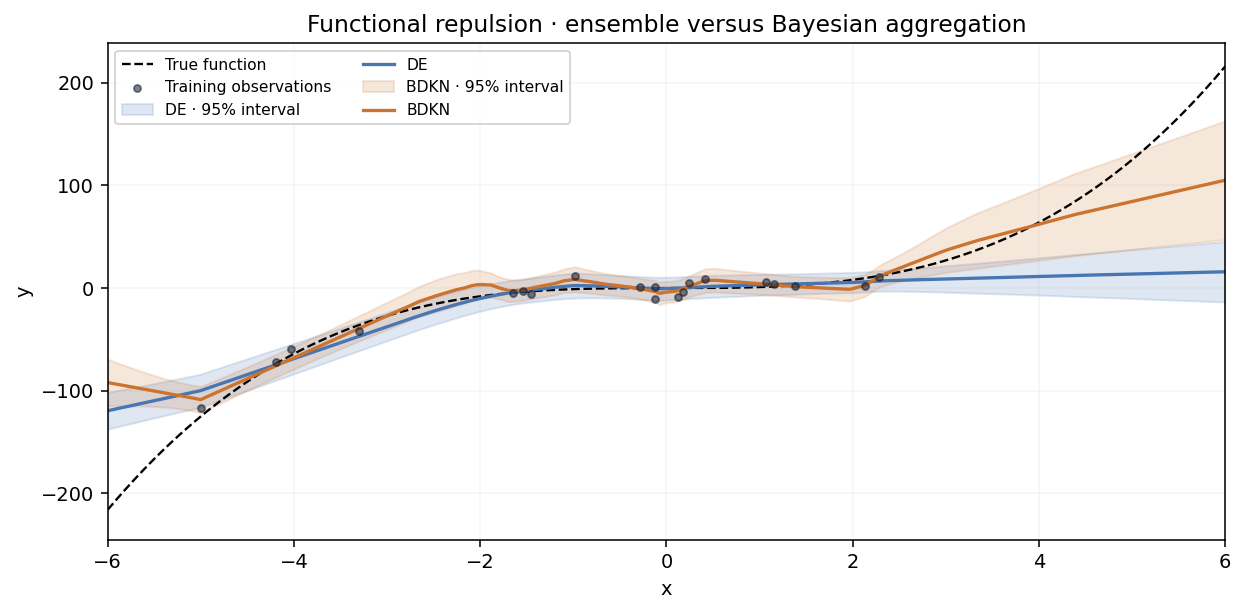 Functional repulsion · ensemble versus Bayesian aggregation
True function
Training observations
DE · 95% interval
DE
BDKN · 95% interval
BDKN
y
200
100
0
−100
−200
−6
−4
−2
0
2
4
6
x